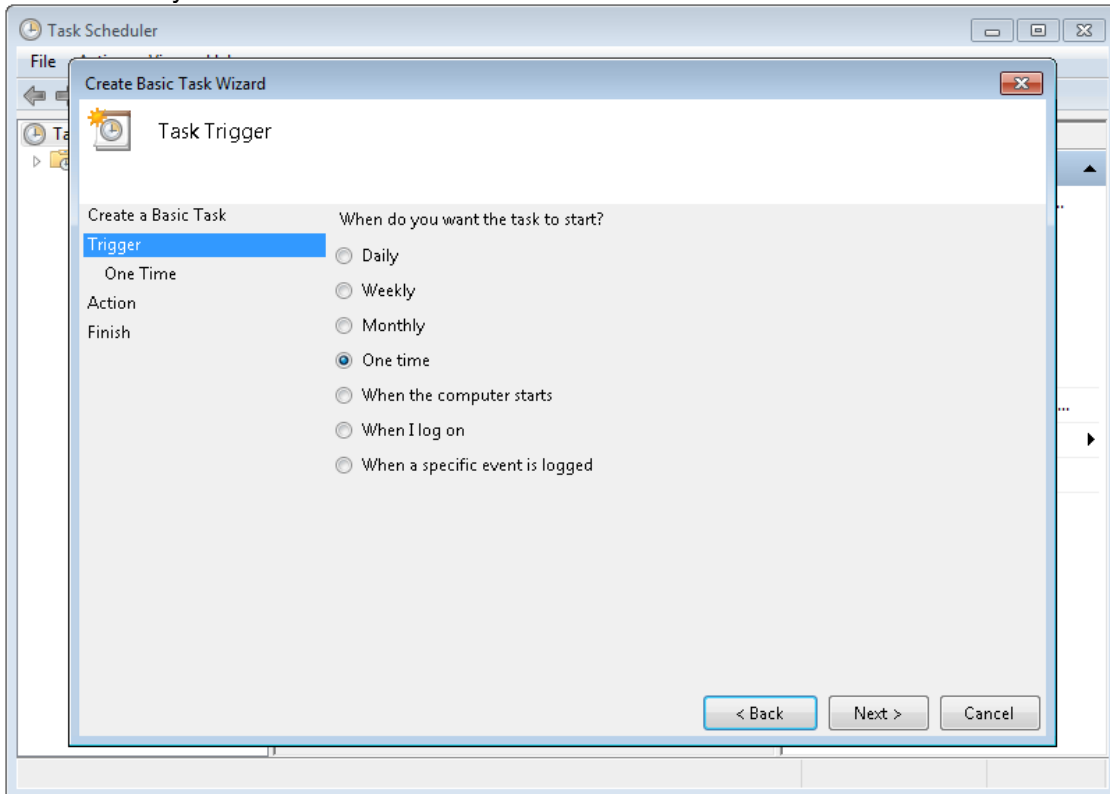 Task Scheduler
File
Create Basic Task Wizard
Task Trigger
Create a Basic Task
Trigger
One Time
Action
Finish
When do you want the task to start?
Daily
Weekly
Monthly
One time
When the computer starts
When I log on
When a specific event is logged
< Back
Next >
Cancel